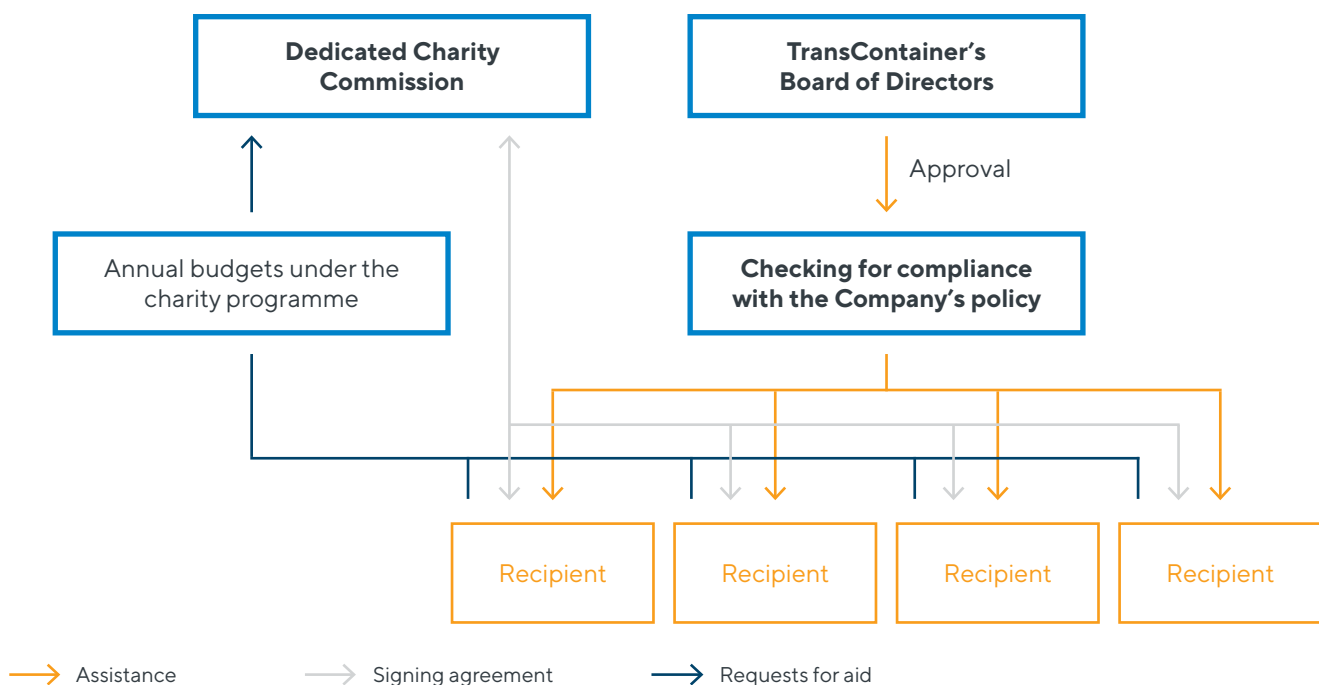 Dedicated Charity
Commission
TransContainer’s
Board of Directors
Approval
Annual budgets under the
charity programme
Checking for compliance
with the Company’s policy
Recipient
Recipient
Recipient
Recipient
Assistance
Signing agreement
Requests for aid